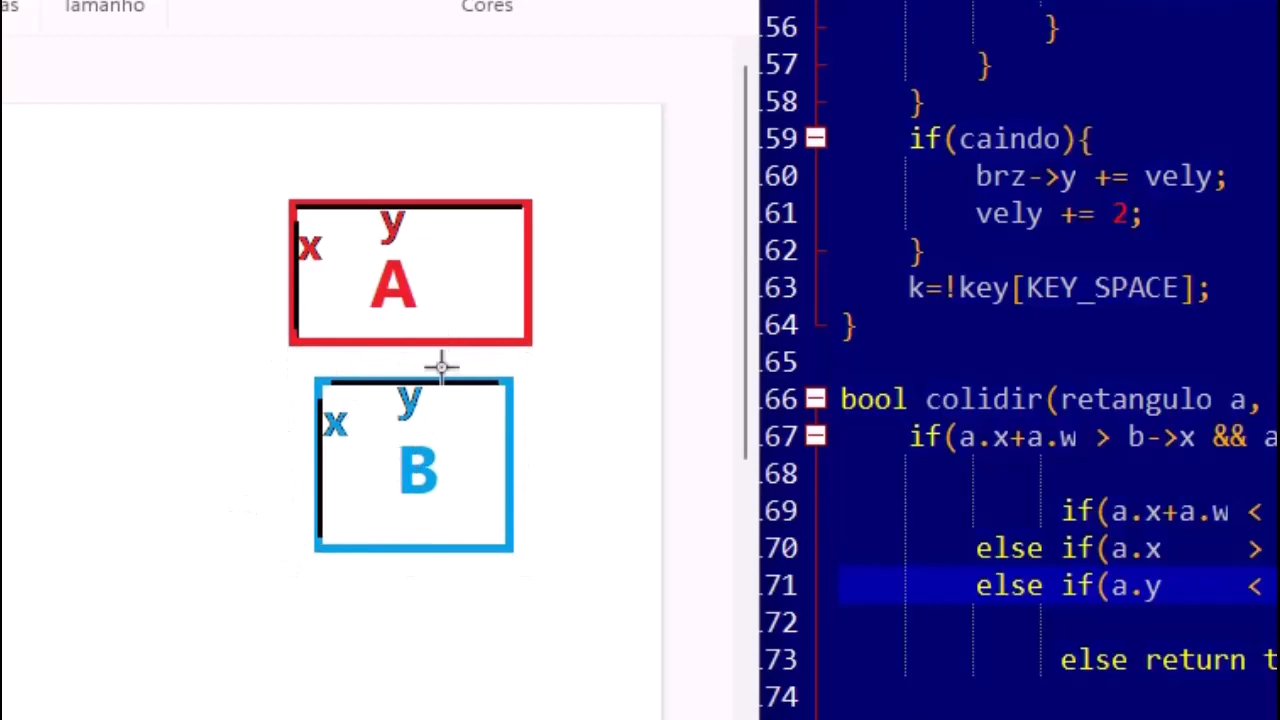 as Tamanho Cores
y
x
A
y
x
B
56 }
57 }
58 }
59 if(caindo){
60 brz->y += vely;
61 vely += 2;
62 }
63 k=!key[KEY_SPACE];
64 }
65
66 bool colidir(retangulo a,
67 if(a.x+a.w > b->x && a
68
69 if(a.x+a.w <
70 else if(a.x >
71 else if(a.y <
72
73 else return t
74